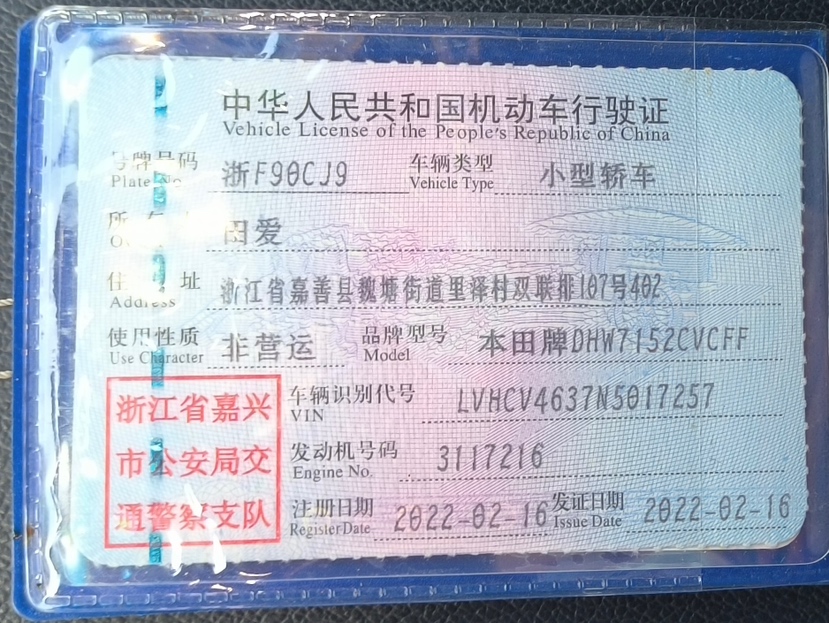 中华人民共和国机动车行驶证
Vehicle License of the People's Republic of China
号牌号码 浙F90CJ9 车辆类型 小型轿车
Plate No. Vehicle Type
所有人 田爱
住址 浙江省嘉善县魏塘街道里泽村双联排107号402
Address
使用性质 非营运 品牌型号 本田牌DHW7152CVCFF
Use Character Model
浙江省嘉兴
市公安局交
通警察支队
车辆识别代号 LVHCV4637N5017257
VIN
发动机号码 3117216
Engine No.
注册日期 2022-02-16 发证日期 2022-02-16
Register Date Issue Date